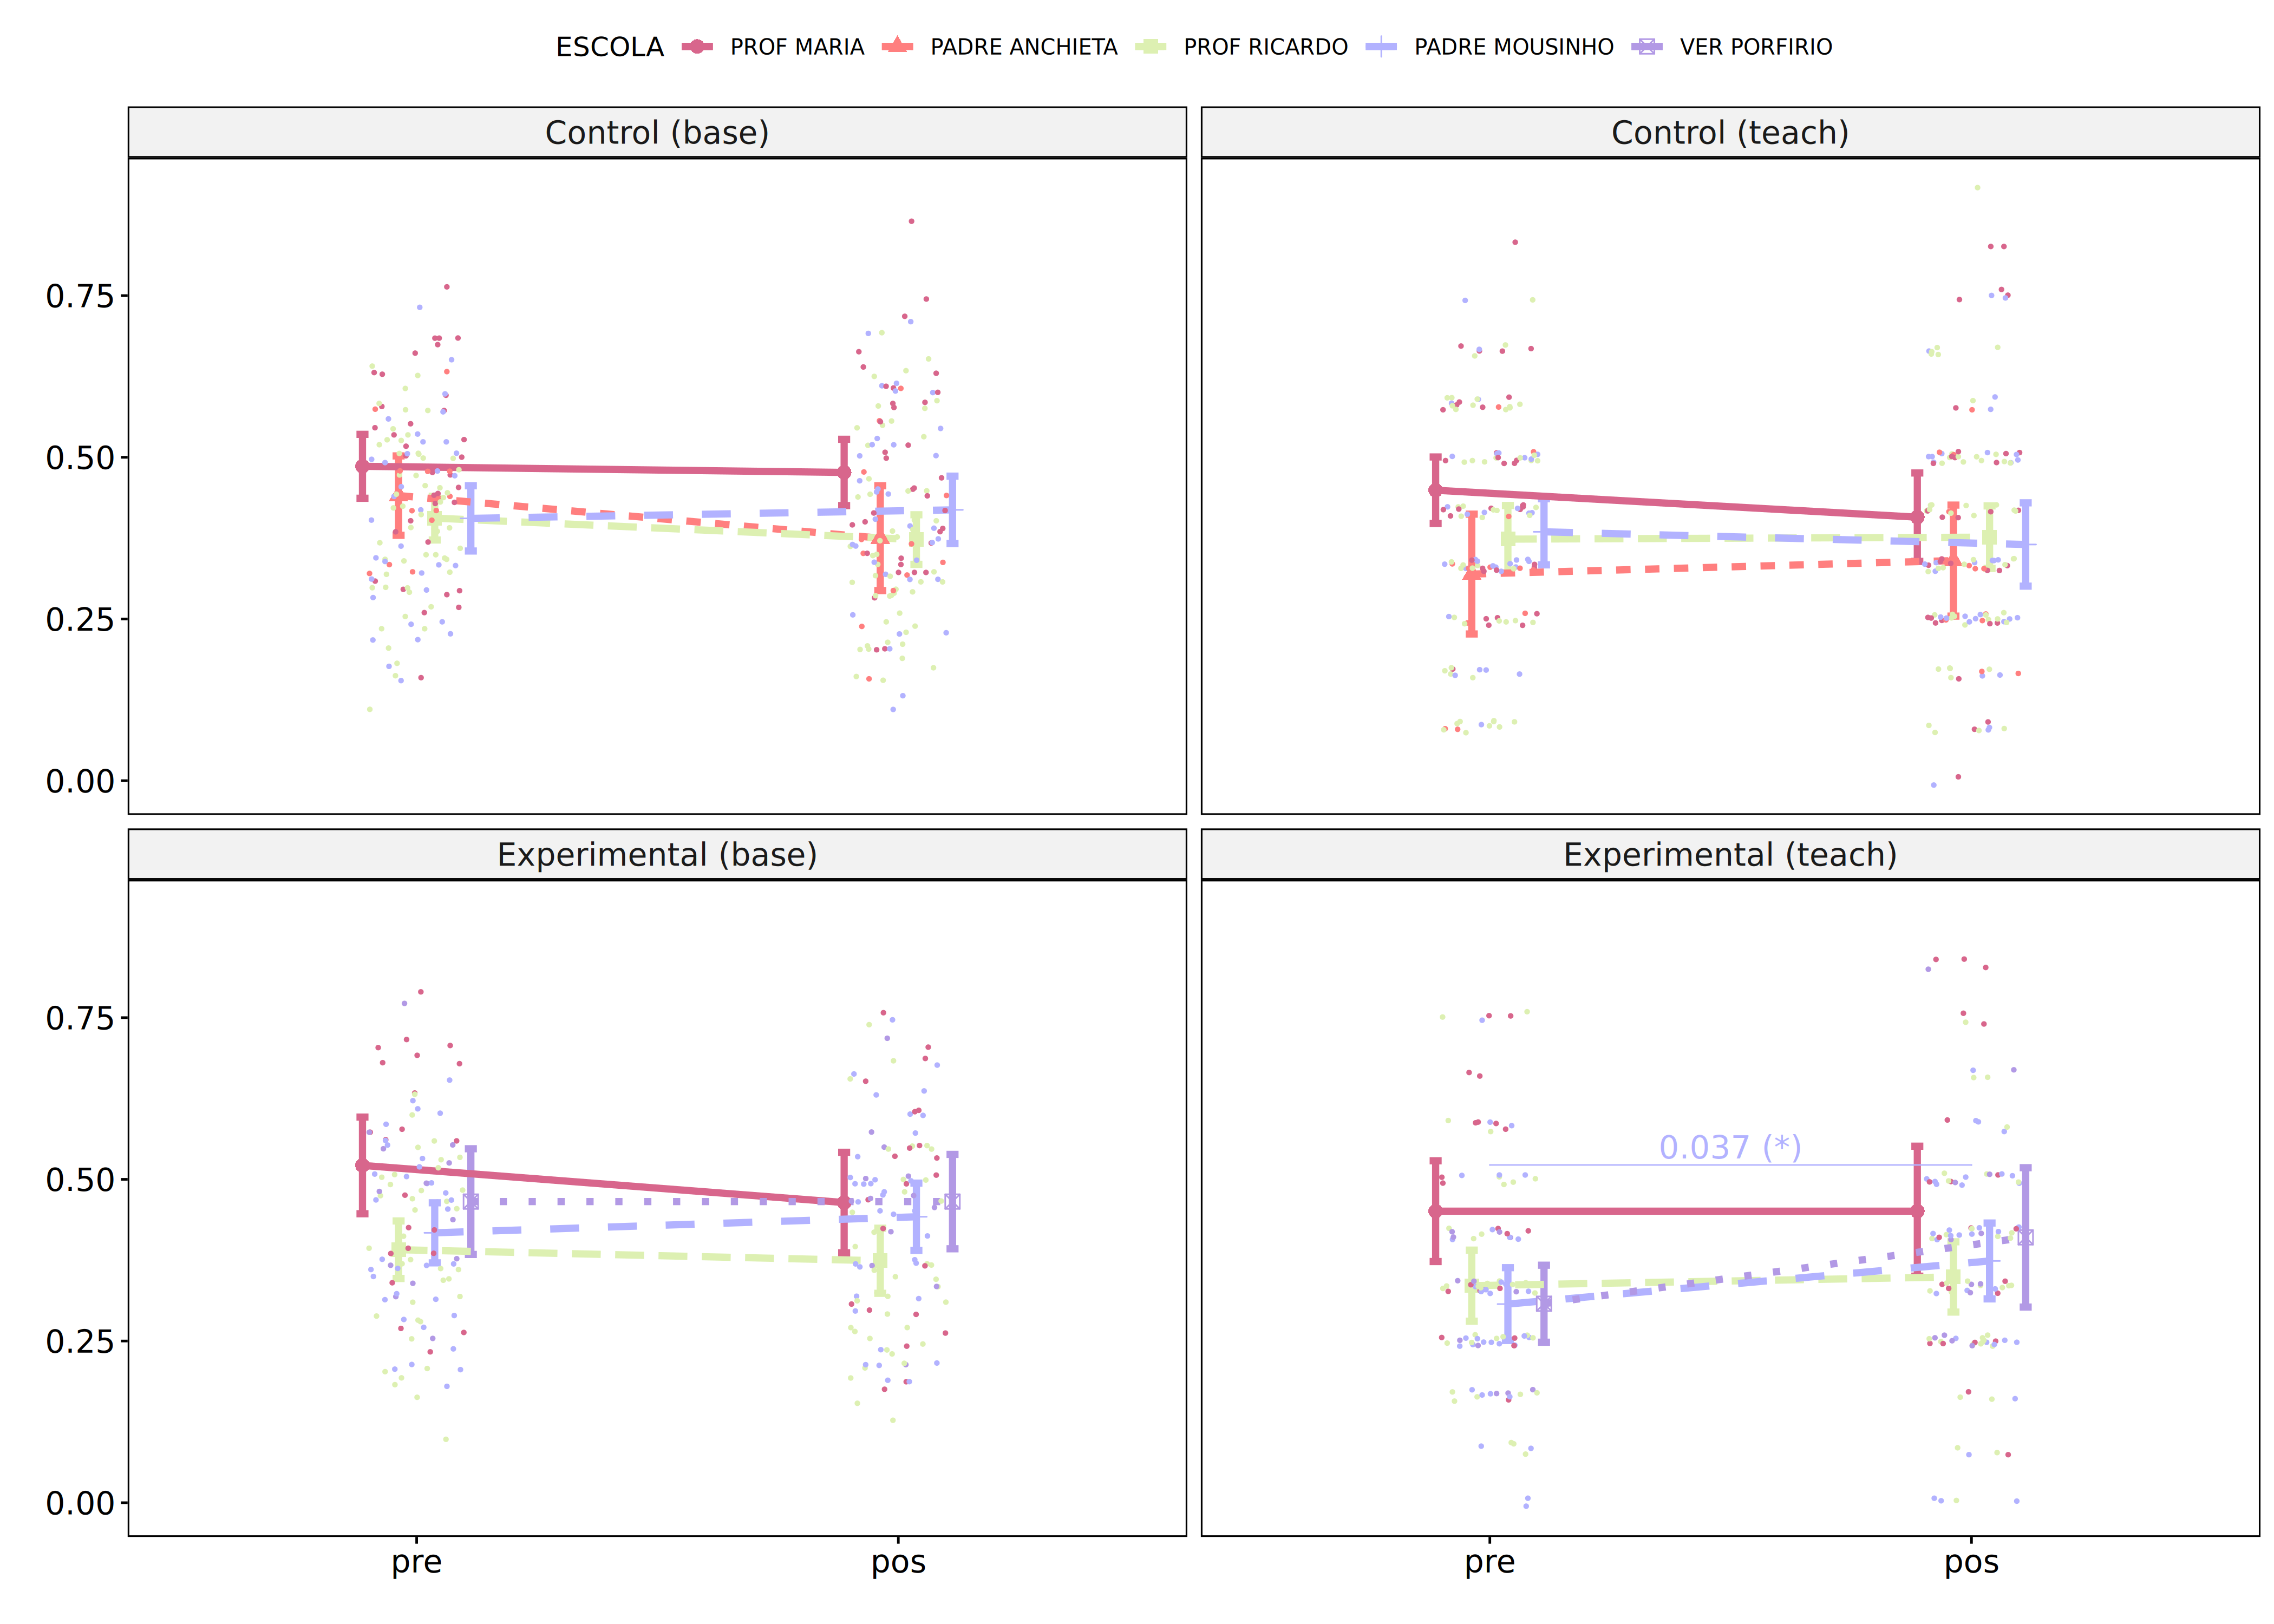 ESCOLA PROF MARIA PADRE ANCHIETA PROF RICARDO PADRE MOUSINHO VER PORFIRIO
Control (base) Control (teach)
0.75
0.50
0.25
0.00
Experimental (base) Experimental (teach)
0.75
0.037 (*)
0.50
0.25
0.00
pre pos pre pos